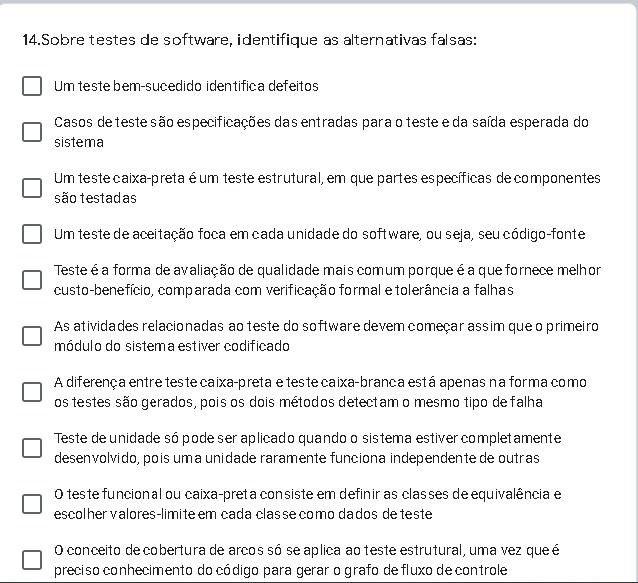 14.Sobre testes de software, identifique as alternativas falsas:
Um teste bem-sucedido identifica defeitos
Casos de teste são especificações das entradas para o teste e da saída esperada do
sistema
Um teste caixa-preta é um teste estrutural, em que partes específicas de componentes
são testadas
Um teste de aceitação foca em cada unidade do software, ou seja, seu código-fonte
Teste é a forma de avaliação de qualidade mais comum porque é a que fornece melhor
custo-benefício, comparada com verificação formal e tolerância a falhas
As atividades relacionadas ao teste do software devem começar assim que o primeiro
módulo do sistema estiver codificado
A diferença entre teste caixa-preta e teste caixa-branca está apenas na forma como
os testes são gerados, pois os dois métodos detectam o mesmo tipo de falha
Teste de unidade só pode ser aplicado quando o sistema estiver completamente
desenvolvido, pois uma unidade raramente funciona independente de outras
O teste funcional ou caixa-preta consiste em definir as classes de equivalência e
escolher valores-limite em cada classe como dados de teste
O conceito de cobertura de arcos só se aplica ao teste estrutural, uma vez que é
preciso conhecimento do código para gerar o grafo de fluxo de controle